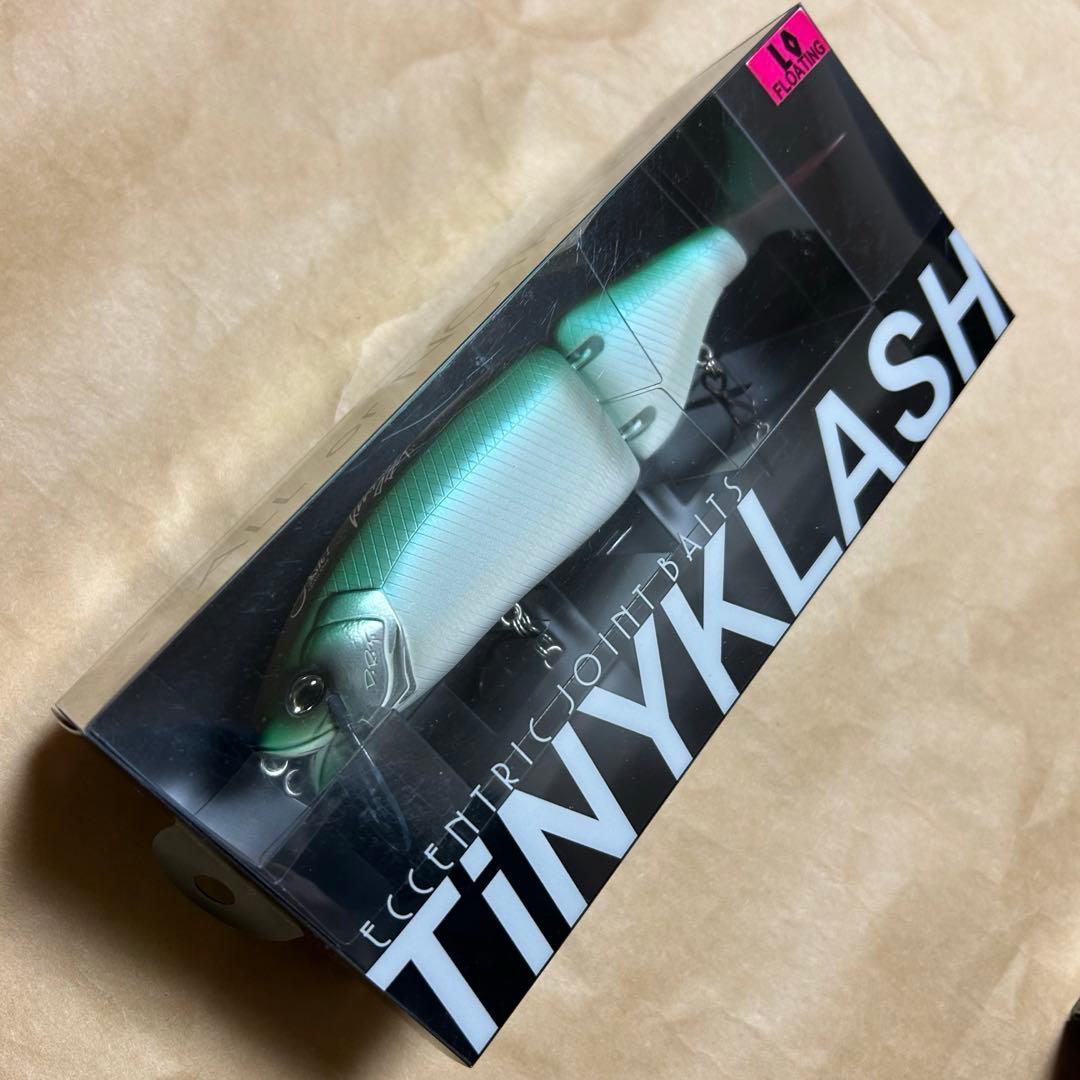 LO
FLOATING
D.R.T.
ECCENTRIC JOINT BAITS
TiNYKLASH